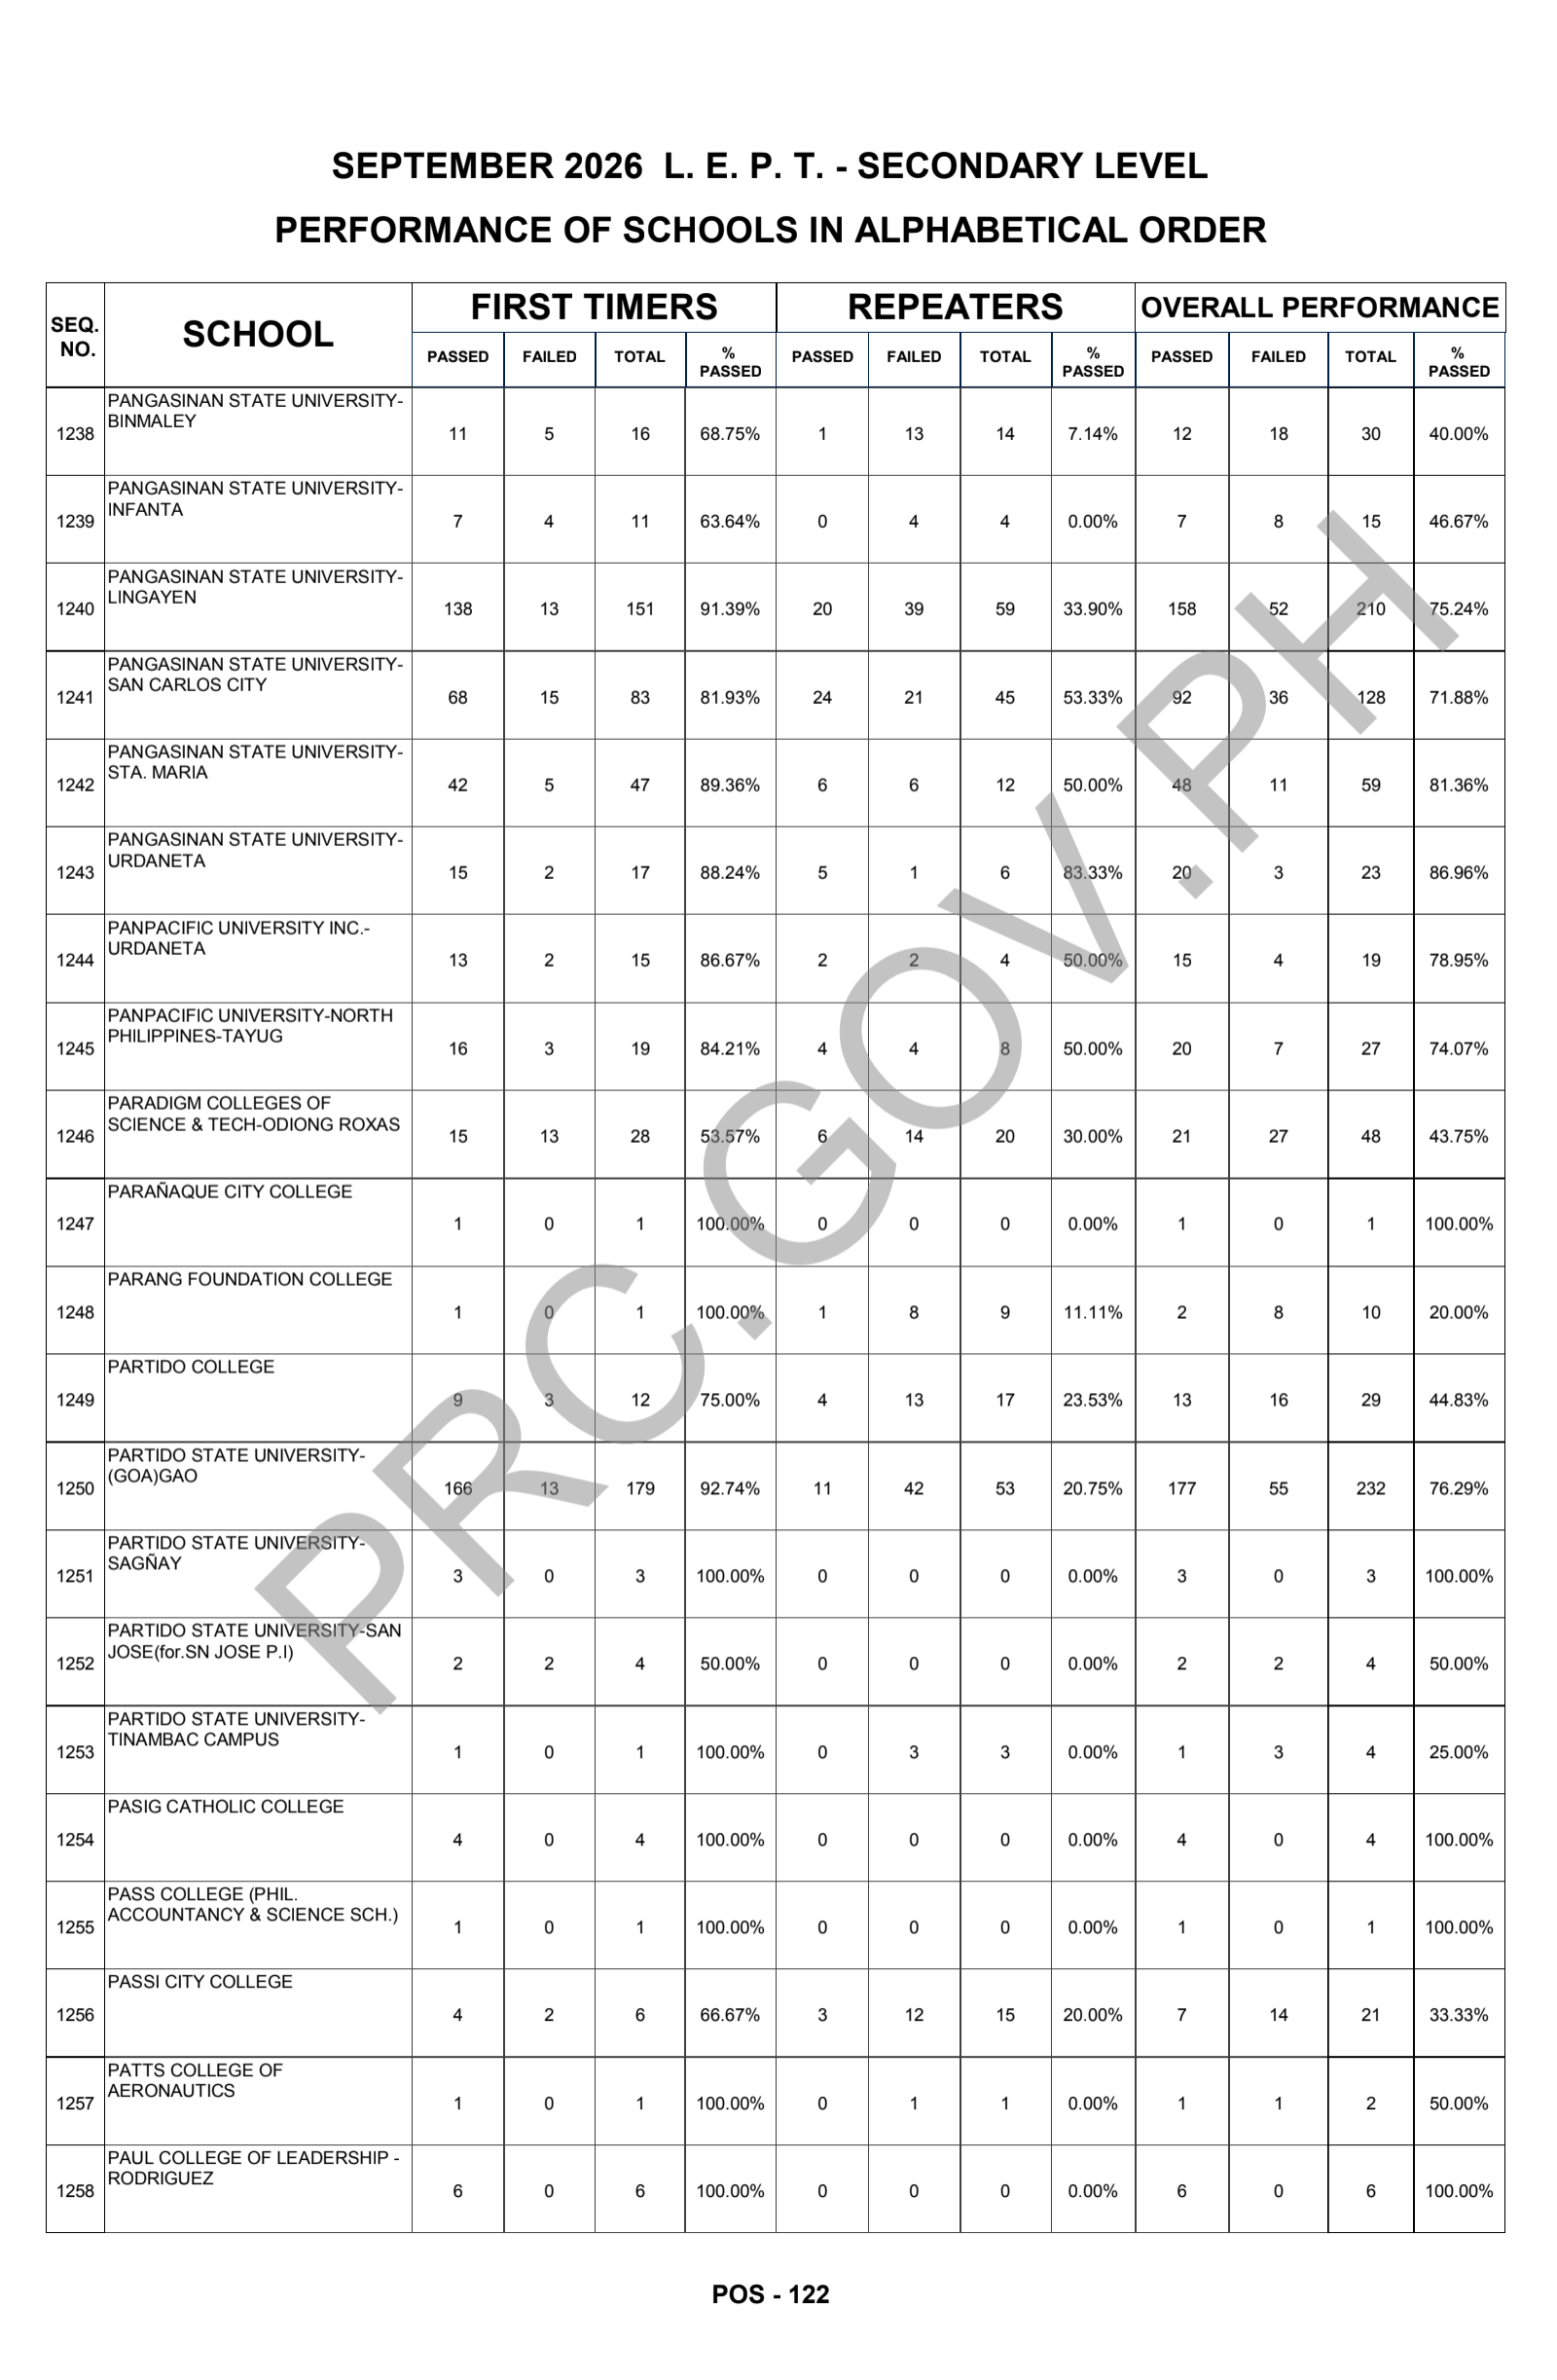 SEPTEMBER 2026 L. E. P. T. - SECONDARY LEVEL
PERFORMANCE OF SCHOOLS IN ALPHABETICAL ORDER
SEQ. NO. SCHOOL FIRST TIMERS REPEATERS OVERALL PERFORMANCE
PASSED FAILED TOTAL % PASSED PASSED FAILED TOTAL % PASSED PASSED FAILED TOTAL % PASSED
PANGASINAN STATE UNIVERSITY-
BINMALEY
1238 11 5 16 68.75% 1 13 14 7.14% 12 18 30 40.00%
PANGASINAN STATE UNIVERSITY-
INFANTA
1239 7 4 11 63.64% 0 4 4 0.00% 7 8 15 46.67%
PANGASINAN STATE UNIVERSITY-
LINGAYEN
1240 138 13 151 91.39% 20 39 59 33.90% 158 52 210 75.24%
PANGASINAN STATE UNIVERSITY-
SAN CARLOS CITY
1241 68 15 83 81.93% 24 21 45 53.33% 92 36 128 71.88%
PANGASINAN STATE UNIVERSITY-
STA. MARIA
1242 42 5 47 89.36% 6 6 12 50.00% 48 11 59 81.36%
PANGASINAN STATE UNIVERSITY-
URDANETA
1243 15 2 17 88.24% 5 1 6 83.33% 20 3 23 86.96%
PANPACIFIC UNIVERSITY INC.-
URDANETA
1244 13 2 15 86.67% 2 2 4 50.00% 15 4 19 78.95%
PANPACIFIC UNIVERSITY-NORTH
PHILIPPINES-TAYUG
1245 16 3 19 84.21% 4 4 8 50.00% 20 7 27 74.07%
PARADIGM COLLEGES OF
SCIENCE & TECH-ODIONG ROXAS
1246 15 13 28 53.57% 6 14 20 30.00% 21 27 48 43.75%
PARAÑAQUE CITY COLLEGE
1247 1 0 1 100.00% 0 0 0 0.00% 1 0 1 100.00%
PARANG FOUNDATION COLLEGE
1248 1 0 1 100.00% 1 8 9 11.11% 2 8 10 20.00%
PARTIDO COLLEGE
1249 9 3 12 75.00% 4 13 17 23.53% 13 16 29 44.83%
PARTIDO STATE UNIVERSITY-
(GOA)GAO
1250 166 13 179 92.74% 11 42 53 20.75% 177 55 232 76.29%
PARTIDO STATE UNIVERSITY-
SAGÑAY
1251 3 0 3 100.00% 0 0 0 0.00% 3 0 3 100.00%
PARTIDO STATE UNIVERSITY-SAN
JOSE(for.SN JOSE P.I)
1252 2 2 4 50.00% 0 0 0 0.00% 2 2 4 50.00%
PARTIDO STATE UNIVERSITY-
TINAMBAC CAMPUS
1253 1 0 1 100.00% 0 3 3 0.00% 1 3 4 25.00%
PASIG CATHOLIC COLLEGE
1254 4 0 4 100.00% 0 0 0 0.00% 4 0 4 100.00%
PASS COLLEGE (PHIL.
ACCOUNTANCY & SCIENCE SCH.)
1255 1 0 1 100.00% 0 0 0 0.00% 1 0 1 100.00%
PASSI CITY COLLEGE
1256 4 2 6 66.67% 3 12 15 20.00% 7 14 21 33.33%
PATTS COLLEGE OF
AERONAUTICS
1257 1 0 1 100.00% 0 1 1 0.00% 1 1 2 50.00%
PAUL COLLEGE OF LEADERSHIP -
RODRIGUEZ
1258 6 0 6 100.00% 0 0 0 0.00% 6 0 6 100.00%
PRC.GOV.PH
POS - 122